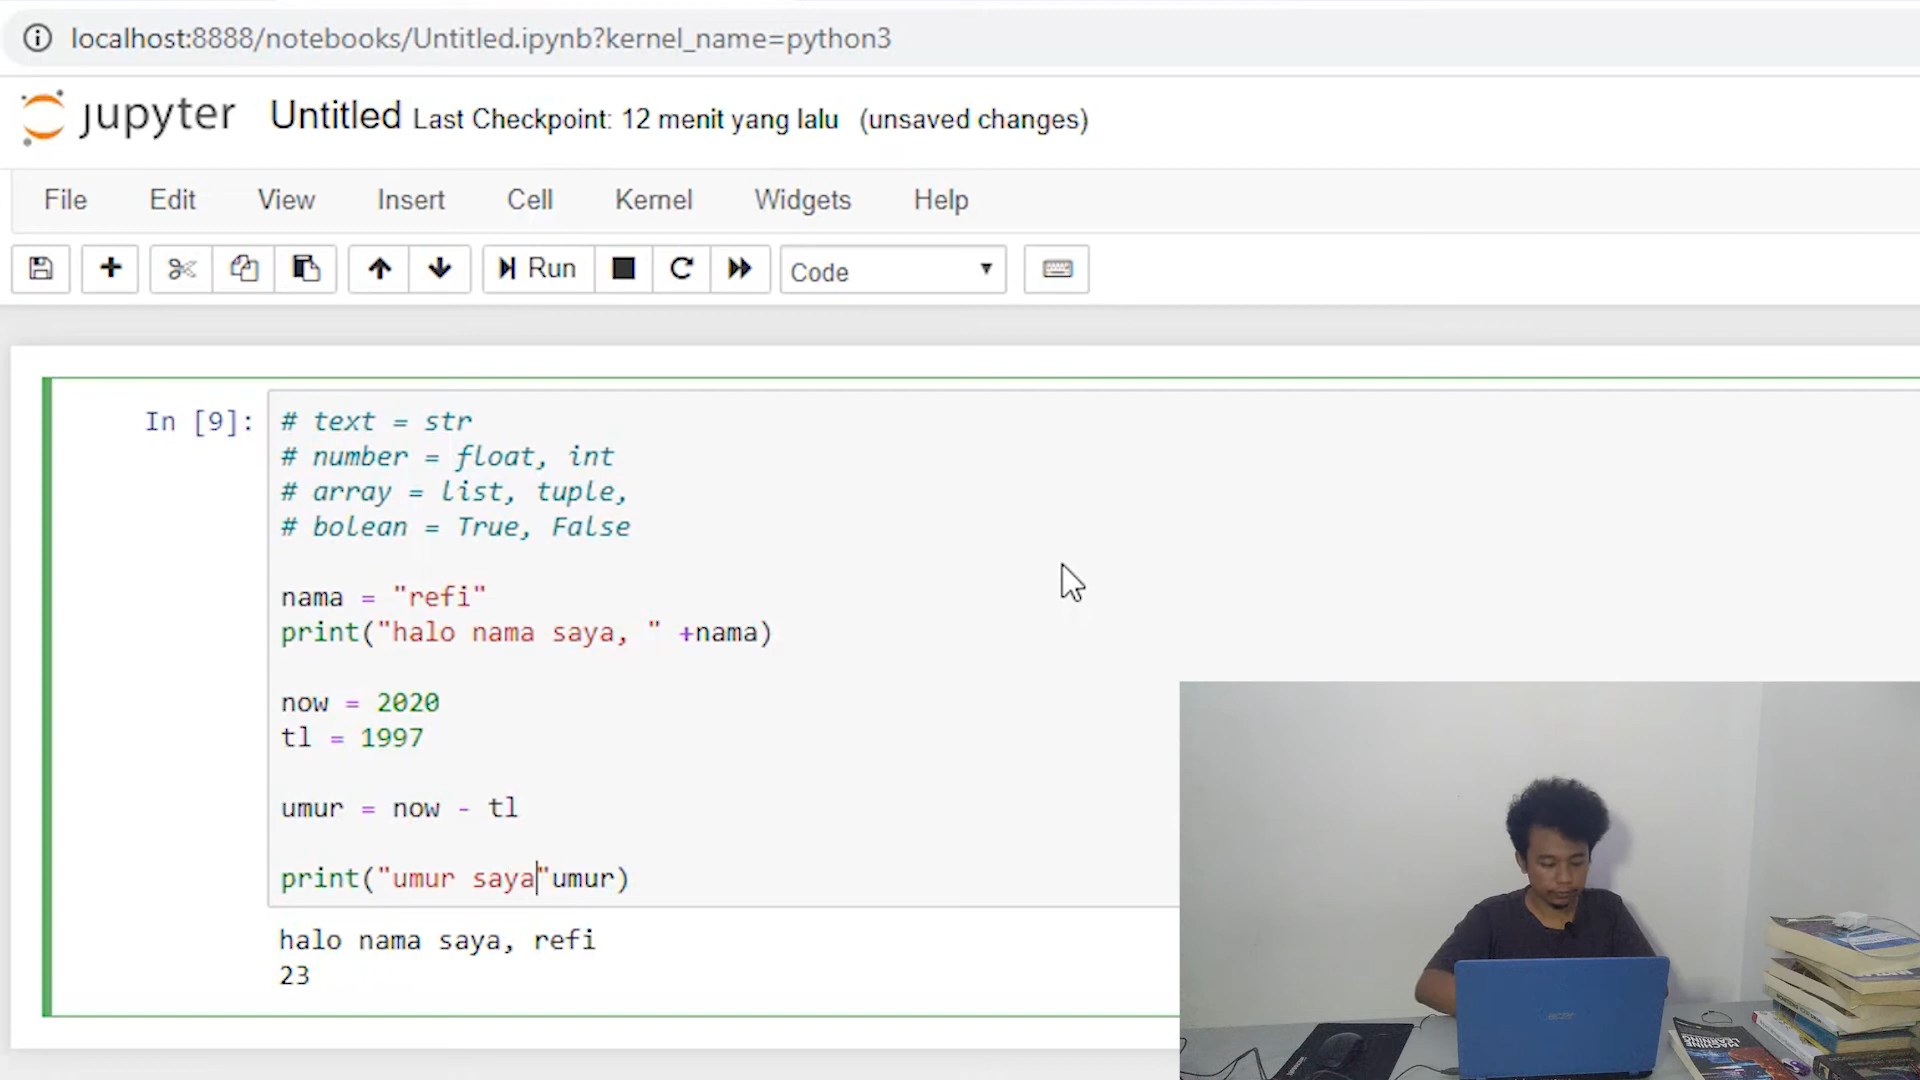 localhost:8888/notebooks/Untitled.ipynb?kernel_name=python3
jupyter Untitled Last Checkpoint: 12 menit yang lalu (unsaved changes)
File Edit View Insert Cell Kernel Widgets Help
Run Code
In [9]: # text = str
# number = float, int
# array = list, tuple,
# bolean = True, False
nama = "refi"
print("halo nama saya, " +nama)
now = 2020
tl = 1997
umur = now - tl
print("umur saya"umur)
halo nama saya, refi
23
acer
MACHINE
LEARNING